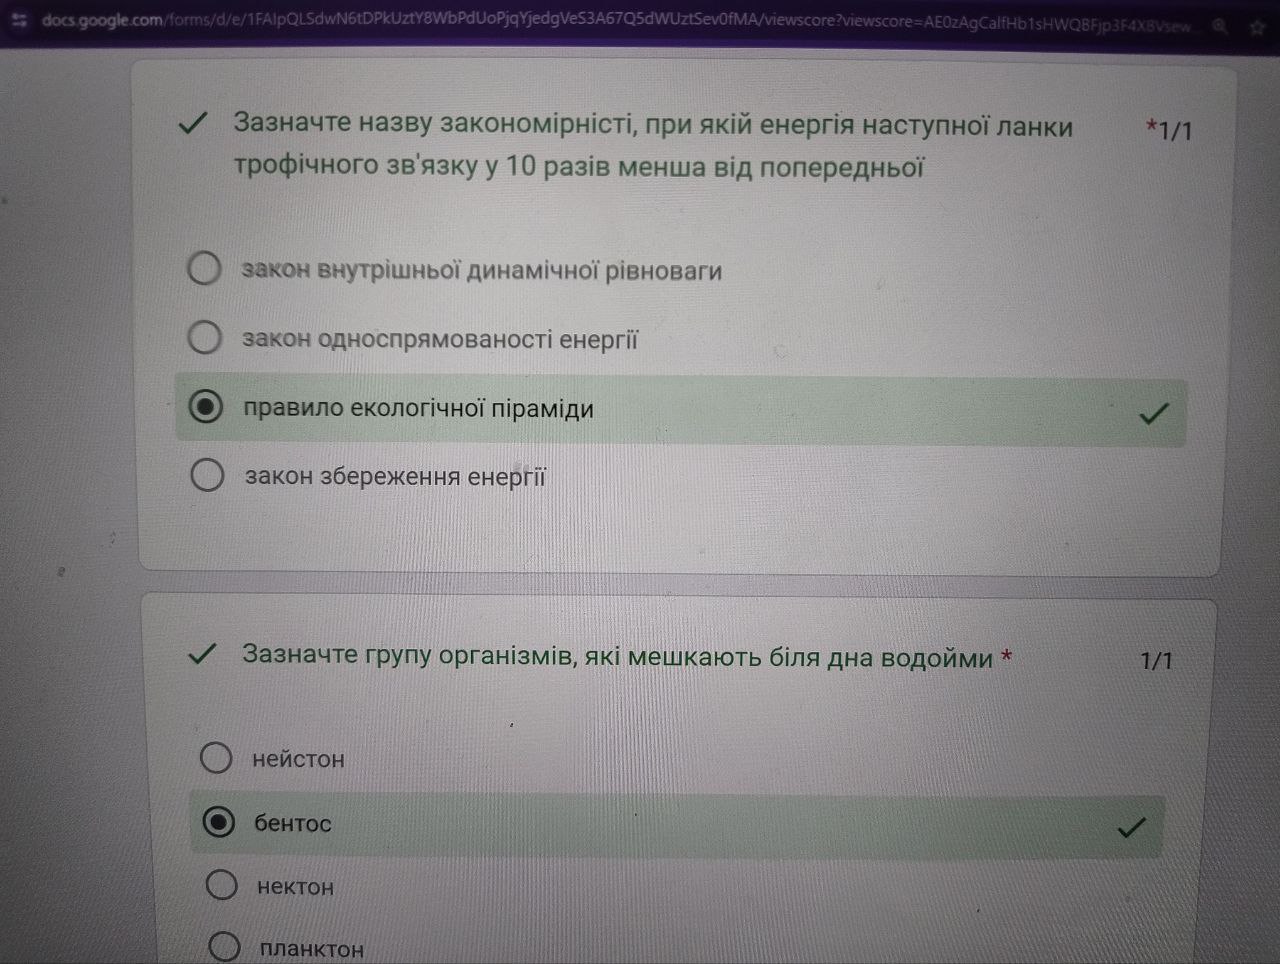 docs.google.com/forms/d/e/1FAIpQLSdwN6tDPkUztY8WbPdUoPjqYjedgVeS3A67Q5dWUztSev0fMA/viewscore?viewscore=AE0zAgCalfHb1sHWQBFjp3F4XBVsew...
Зазначте назву закономірністі, при якій енергія наступної ланки
*1/1
трофічного зв'язку у 10 разів менша від попередньої
закон внутрішньої динамічної рівноваги
закон односпрямованості енергії
правило екологічної піраміди
закон збереження енергії
Зазначте групу організмів, які мешкають біля дна водойми *
1/1
нейстон
бентос
нектон
планктон